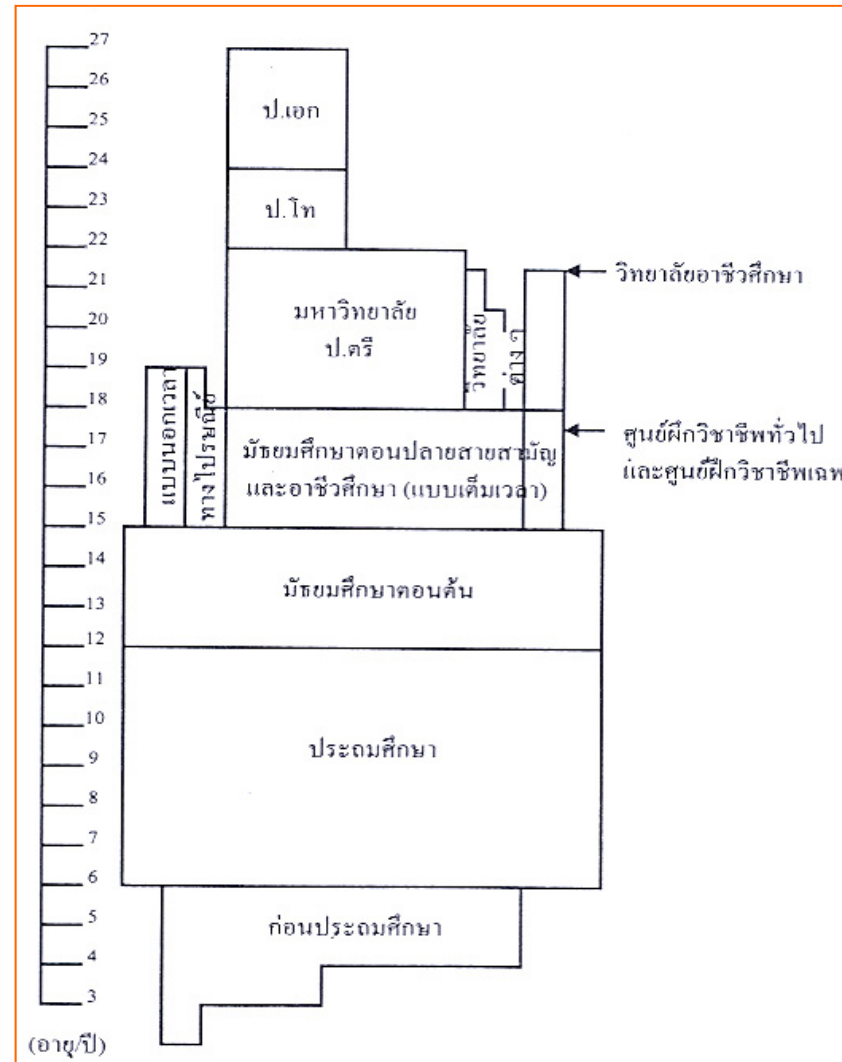 27
26
25
24
23
22
21
20
19
18
17
16
15
14
13
12
11
10
9
8
7
6
5
4
3
(อายุ/ปี)
ป.เอก
ป.โท
มหาวิทยาลัย
ป.ตรี
วิทยาลัย
ต่าง ๆ
วิทยาลัยอาชีวศึกษา
แบบนอกเวลา
ทางไปรษณีย์
มัธยมศึกษาตอนปลายสายสามัญ
และอาชีวศึกษา (แบบเต็มเวลา)
ศูนย์ฝึกวิชาชีพทั่วไป
และศูนย์ฝึกวิชาชีพเฉพ
มัธยมศึกษาตอนต้น
ประถมศึกษา
ก่อนประถมศึกษา